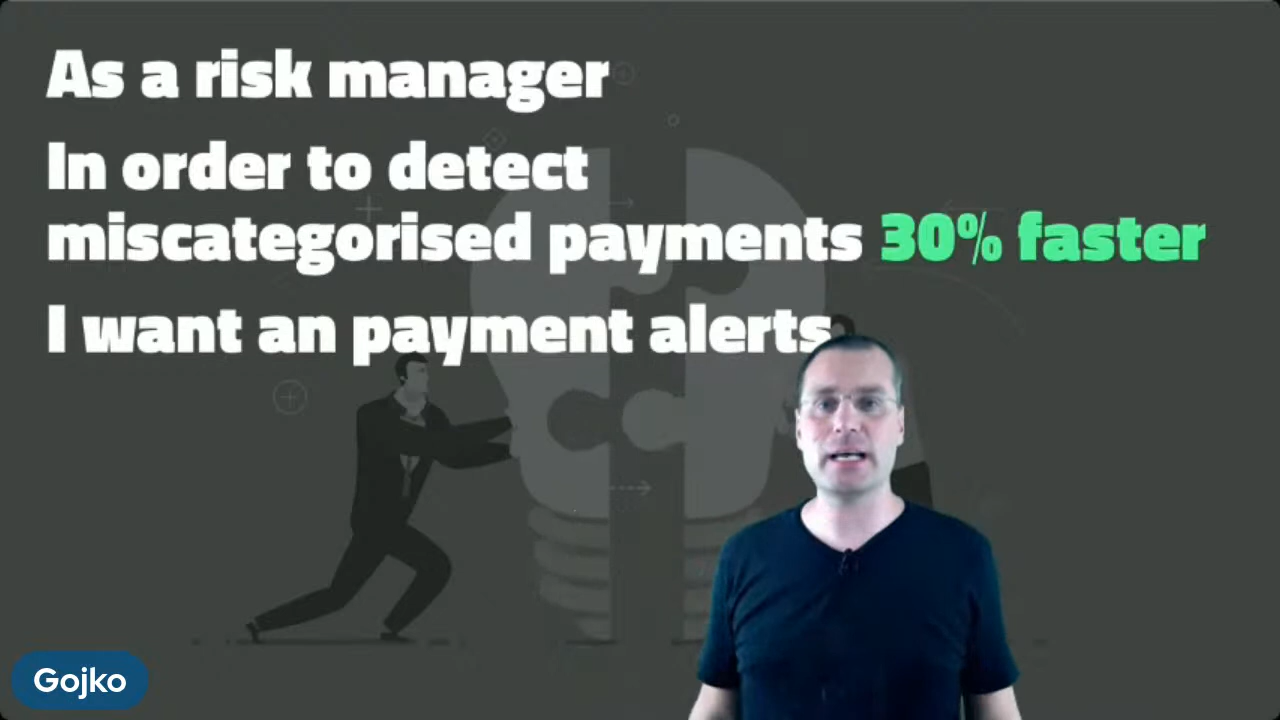 As a risk manager
In order to detect
miscategorised payments 30% faster
I want an payment alerts
Gojko